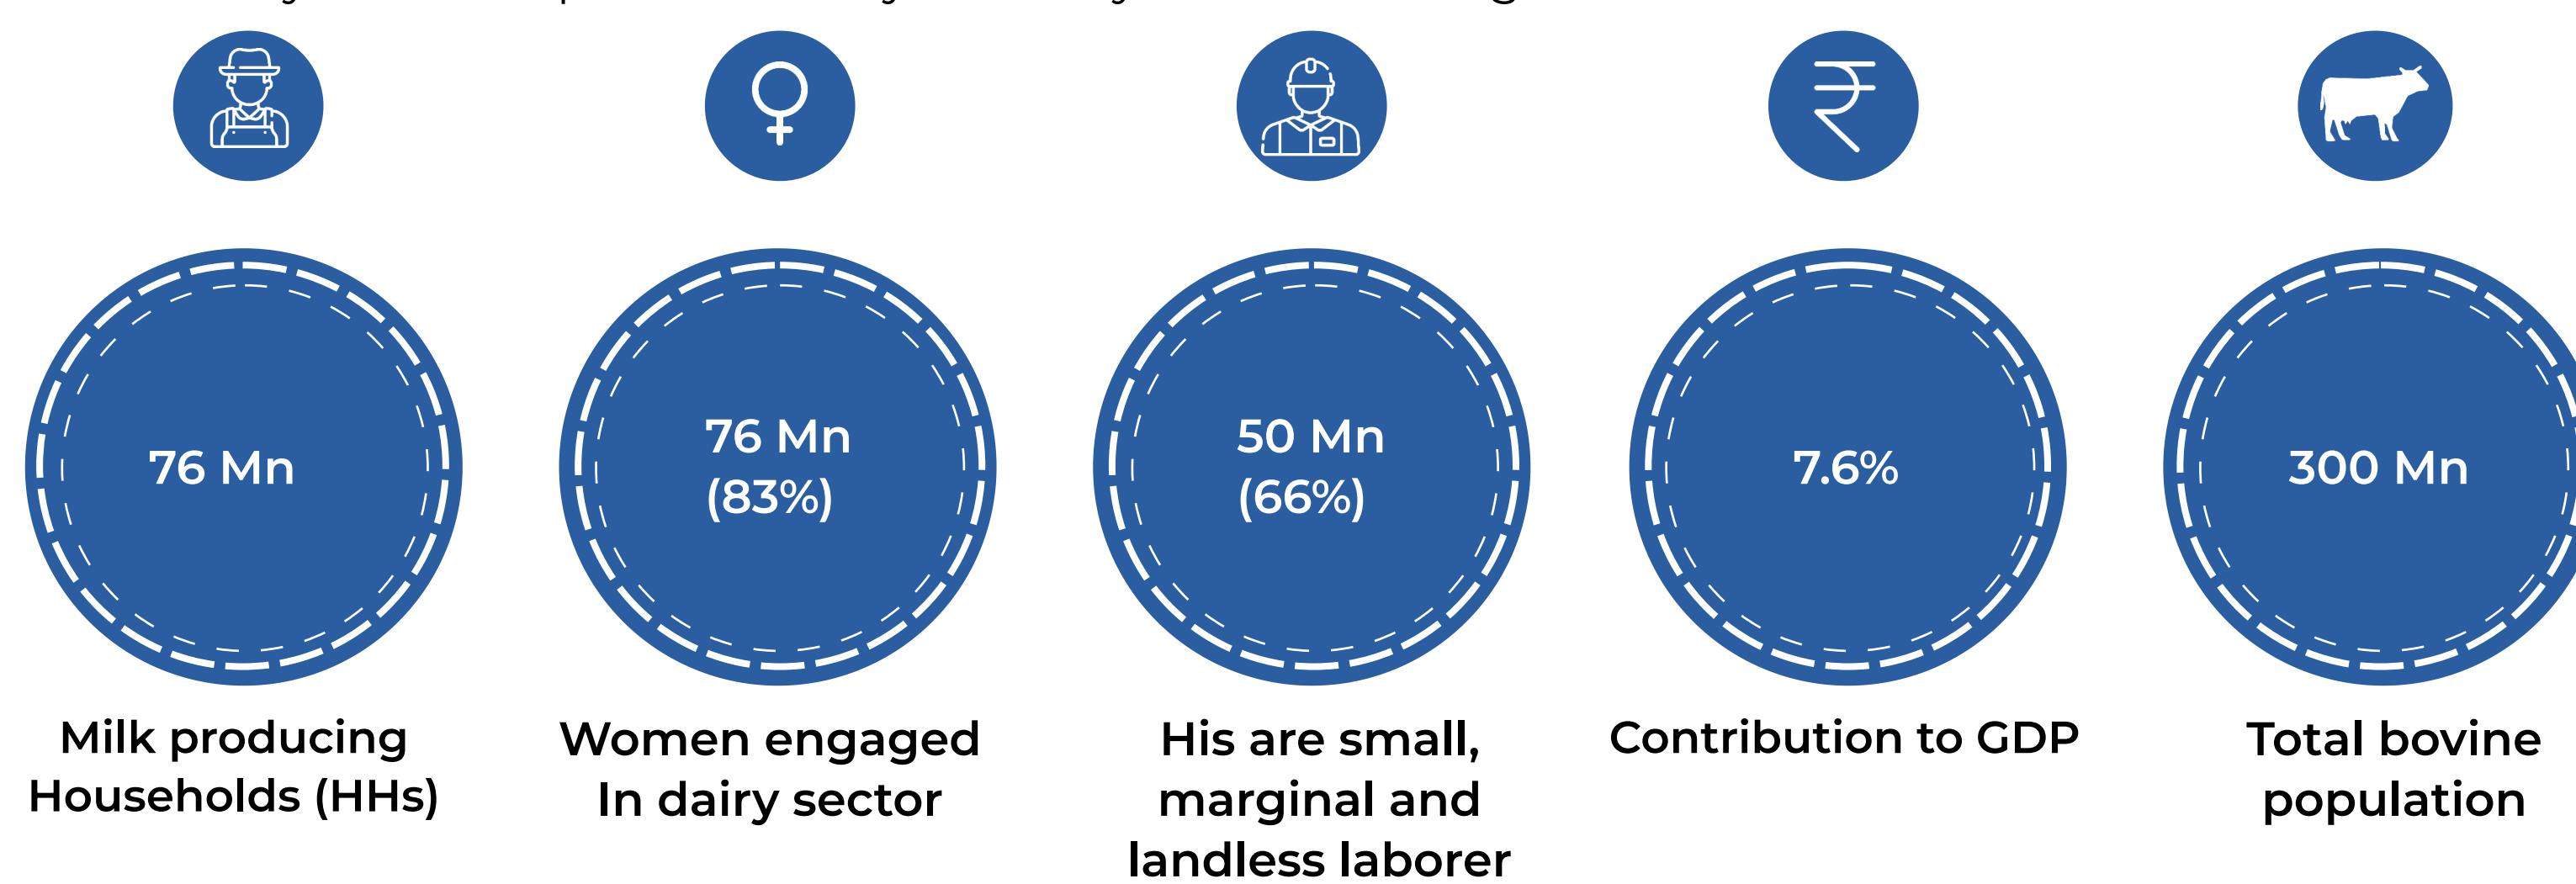 76 Mn
Milk producing
Households (HHs)
76 Mn
(83%)
Women engaged
In dairy sector
50 Mn
(66%)
His are small,
marginal and
landless laborer
7.6%
Contribution to GDP
300 Mn
Total bovine
population